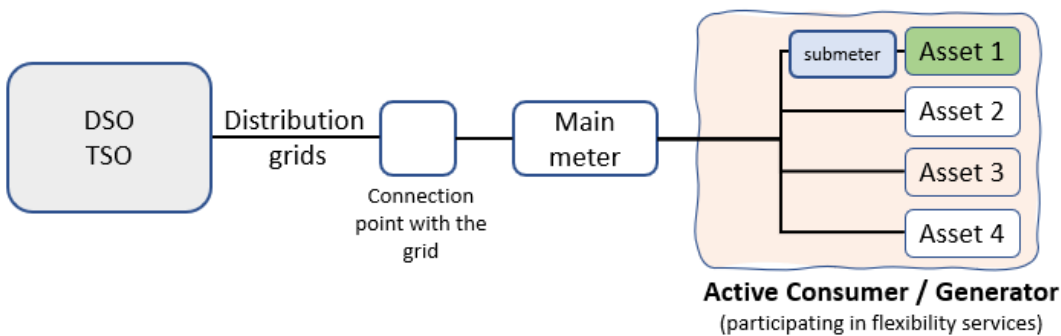 DSO
TSO
Distribution
grids
Connection
point with the
grid
Main
meter
submeter
Asset 1
Asset 2
Asset 3
Asset 4
Active Consumer / Generator
(participating in flexibility services)